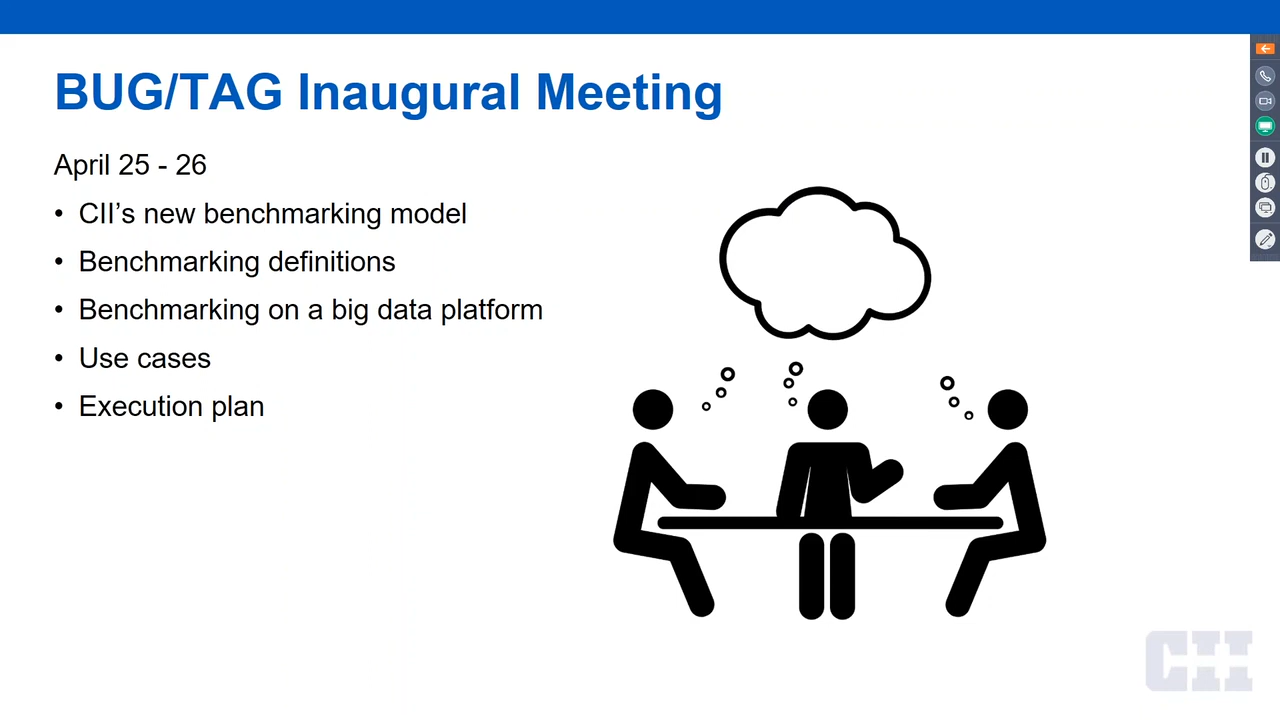 BUG/TAG Inaugural Meeting
April 25 - 26
• CII’s new benchmarking model
• Benchmarking definitions
• Benchmarking on a big data platform
• Use cases
• Execution plan
CII